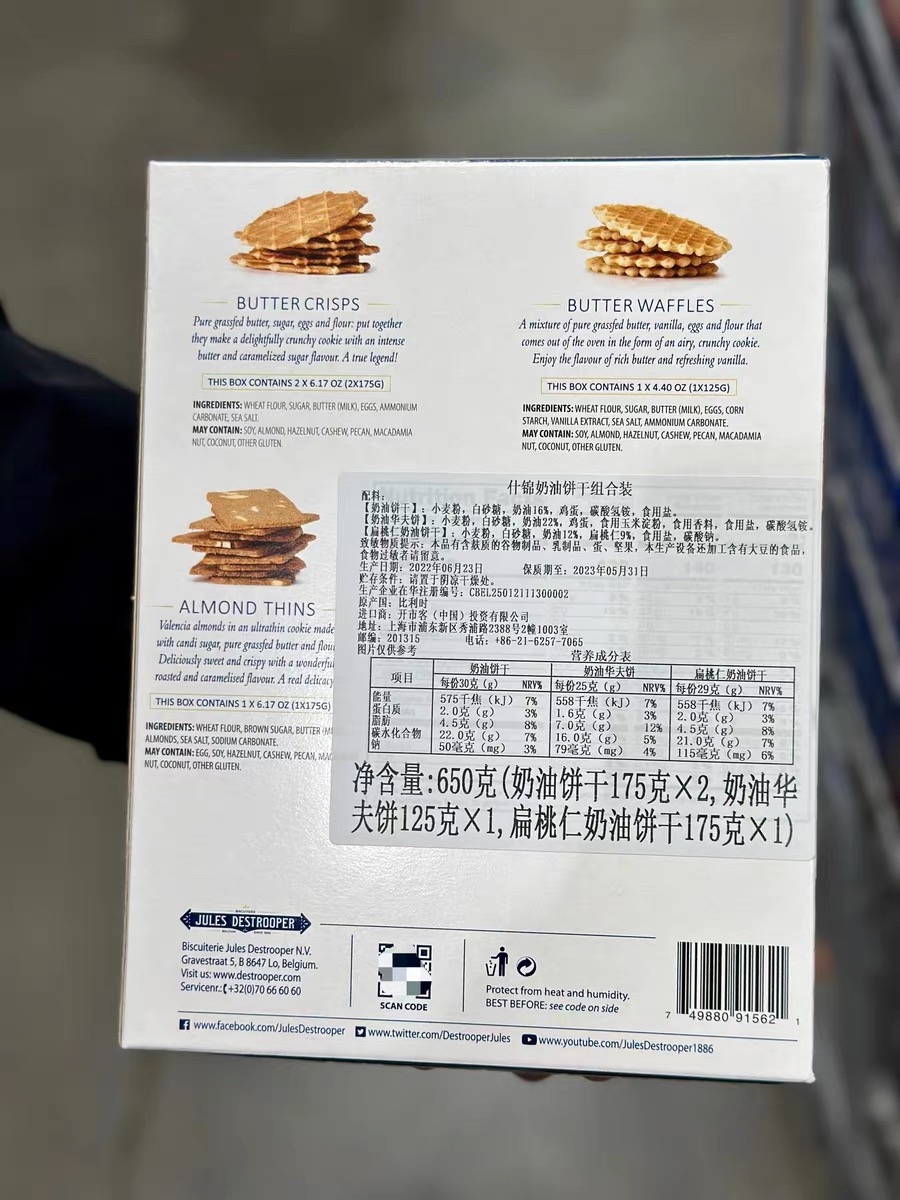 BUTTER CRISPS
Pure grassfed butter, sugar, eggs and flour: put together
they make a delightfully crunchy cookie with an intense
butter and caramelized sugar flavour. A true legend!
THIS BOX CONTAINS 2 X 6.17 OZ (2X175G)
INGREDIENTS: WHEAT FLOUR, SUGAR, BUTTER (MILK), EGGS, AMMONIUM
CARBONATE, SEA SALT.
MAY CONTAIN: SOY, ALMOND, HAZELNUT, CASHEW, PECAN, MACADAMIA
NUT, COCONUT, OTHER GLUTEN.
BUTTER WAFFLES
A mixture of pure grassfed butter, vanilla, eggs and flour that
comes out of the oven in the form of an airy, crunchy cookie.
Enjoy the flavour of rich butter and refreshing vanilla.
THIS BOX CONTAINS 1 X 4.40 OZ (1X125G)
INGREDIENTS: WHEAT FLOUR, SUGAR, BUTTER (MILK), EGGS, CORN
STARCH, VANILLA EXTRACT, SEA SALT, AMMONIUM CARBONATE.
MAY CONTAIN: SOY, ALMOND, HAZELNUT, CASHEW, PECAN, MACADAMIA
NUT, COCONUT, OTHER GLUTEN.
ALMOND THINS
Valencia almonds in an ultrathin cookie made
with candi sugar, pure grassfed butter and
Deliciously sweet and crispy with a
roasted and caramelised flavour. A real delicacy
THIS BOX CONTAINS 1 X 6.17 OZ (1X175G)
INGREDIENTS: WHEAT FLOUR, BROWN SUGAR, BUTTER
ALMONDS, SEA SALT, SODIUM CARBONATE.
MAY CONTAIN: EGG, SOY, HAZELNUT, CASHEW, PECAN,
NUT, COCONUT, OTHER GLUTEN.
什锦奶油饼干组合装
配料：
【奶油饼干】：小麦粉，白砂糖，奶油16%，鸡蛋，碳酸氢铵，食用盐。
【奶油华夫饼】：小麦粉，白砂糖，奶油22%，鸡蛋，食用玉米淀粉，食用香料，食用盐，碳酸氢铵。
【扁桃仁奶油饼干】：小麦粉，白砂糖，奶油12%，扁桃仁9%，食用盐，碳酸钠。
致敏物质提示：本品有含麸质的谷物制品、乳制品、蛋、坚果，本生产设备还加工含有大豆的食品，
食物过敏者请留意。
生产日期：2022年06月23日 保质期至：2023年05月31日
贮存条件：请置于阴凉干燥处。
生产企业在华注册编号：CBEL25012111300002
原产国：比利时
进口商：开市客（中国）投资有限公司
地址：上海市浦东新区秀浦路2388号2幢1003室
邮编：201315 电话：+86-21-6257-7065
图片仅供参考
营养成分表
项目 奶油饼干 奶油华夫饼 扁桃仁奶油饼干
每份30克（g） NRV% 每份25克（g） NRV% 每份29克（g） NRV%
能量 575千焦（kJ） 7% 558千焦（kJ） 7% 558千焦（kJ） 7%
蛋白质 2.0克（g） 3% 1.6克（g） 3% 2.0克（g） 3%
脂肪 4.5克（g） 8% 7.0克（g） 12% 4.5克（g） 8%
碳水化合物 22.0克（g） 7% 16.0克（g） 5% 21.0克（g） 7%
钠 50毫克（mg） 3% 79毫克（mg） 4% 115毫克（mg） 6%
净含量:650克(奶油饼干175克×2, 奶油华
夫饼125克×1, 扁桃仁奶油饼干175克×1)
JULES DESTROOPER
Biscuiterie Jules Destrooper N.V.
Gravestraat 5, B 8647 Lo, Belgium.
Visit us: www.destrooper.com
Servicenr.: +32(0)70 66 60 60
SCAN CODE
Protect from heat and humidity.
BEST BEFORE: see code on side
7 49880 91562 1
www.facebook.com/JulesDestrooper www.twitter.com/DestrooperJules www.youtube.com/JulesDestrooper1886